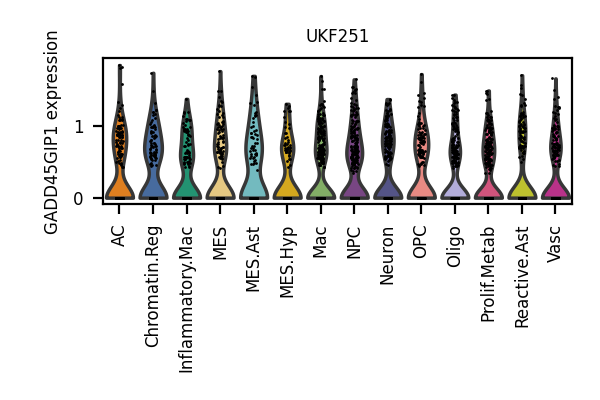 UKF251
GADD45GIP1 expression
1
0
AC
Chromatin.Reg
Inflammatory.Mac
MES
MES.Ast
MES.Hyp
Mac
NPC
Neuron
OPC
Oligo
Prolif.Metab
Reactive.Ast
Vasc